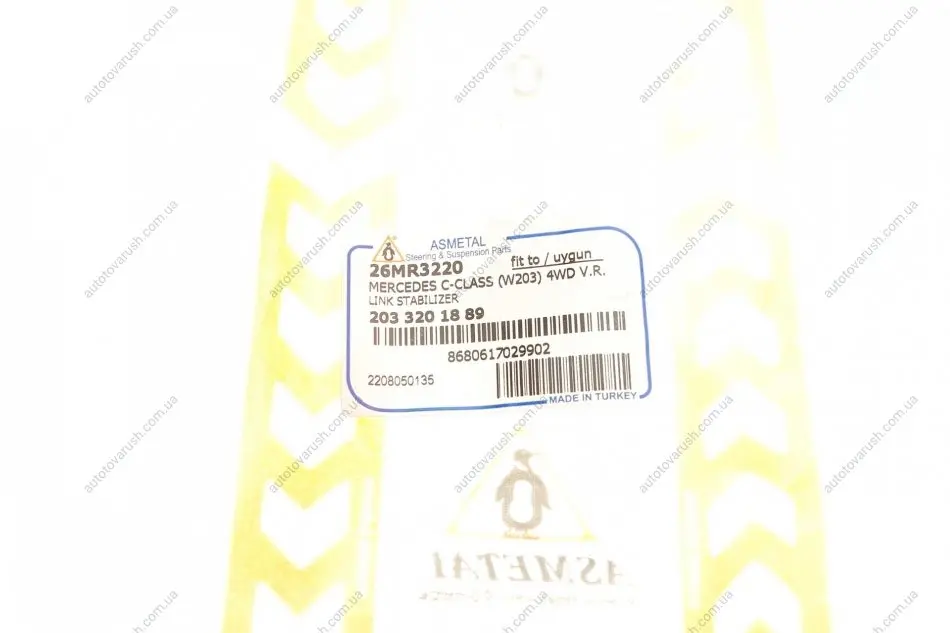 ASMETAL
Steering & Suspension Parts
26MR3220 fit to / uygun
MERCEDES C-CLASS (W203) 4WD V.R.
LINK STABILIZER
203 320 18 89
8680617029902
2208050135
MADE IN TURKEY
ASMETAL
autotovarush.com.ua